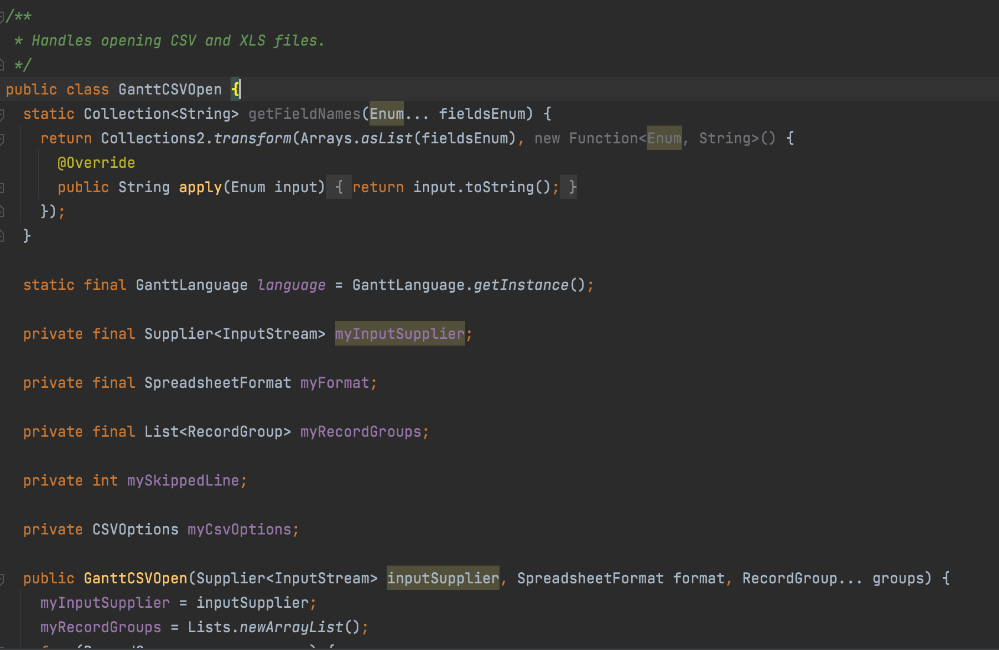 /**
 * Handles opening CSV and XLS files.
 */
public class GanttCSVOpen {
  static Collection<String> getFieldNames(Enum... fieldsEnum) {
    return Collections2.transform(Arrays.asList(fieldsEnum), new Function<Enum, String>() {
      @Override
      public String apply(Enum input) { return input.toString(); }
    });
  }

  static final GanttLanguage language = GanttLanguage.getInstance();

  private final Supplier<InputStream> myInputSupplier;

  private final SpreadsheetFormat myFormat;

  private final List<RecordGroup> myRecordGroups;

  private int mySkippedLine;

  private CSVOptions myCsvOptions;

  public GanttCSVOpen(Supplier<InputStream> inputSupplier, SpreadsheetFormat format, RecordGroup... groups) {
    myInputSupplier = inputSupplier;
    myRecordGroups = Lists.newArrayList();